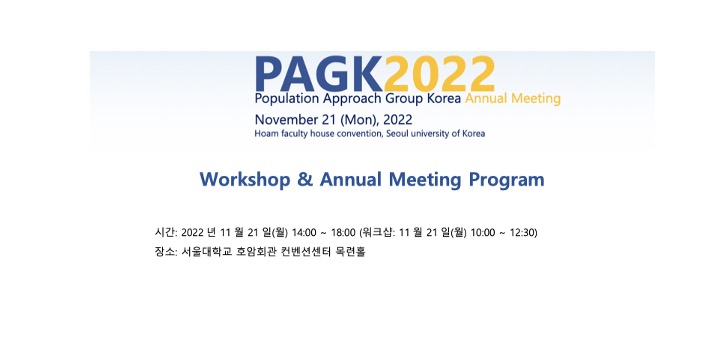 PAGK2022
Population Approach Group Korea Annual Meeting
November 21 (Mon), 2022
Hoam faculty house convention, Seoul university of Korea
Workshop & Annual Meeting Program
시간: 2022 년 11 월 21 일(월) 14:00 ~ 18:00 (워크샵: 11 월 21 일(월) 10:00 ~ 12:30)
장소: 서울대학교 호암회관 컨벤션센터 목련홀